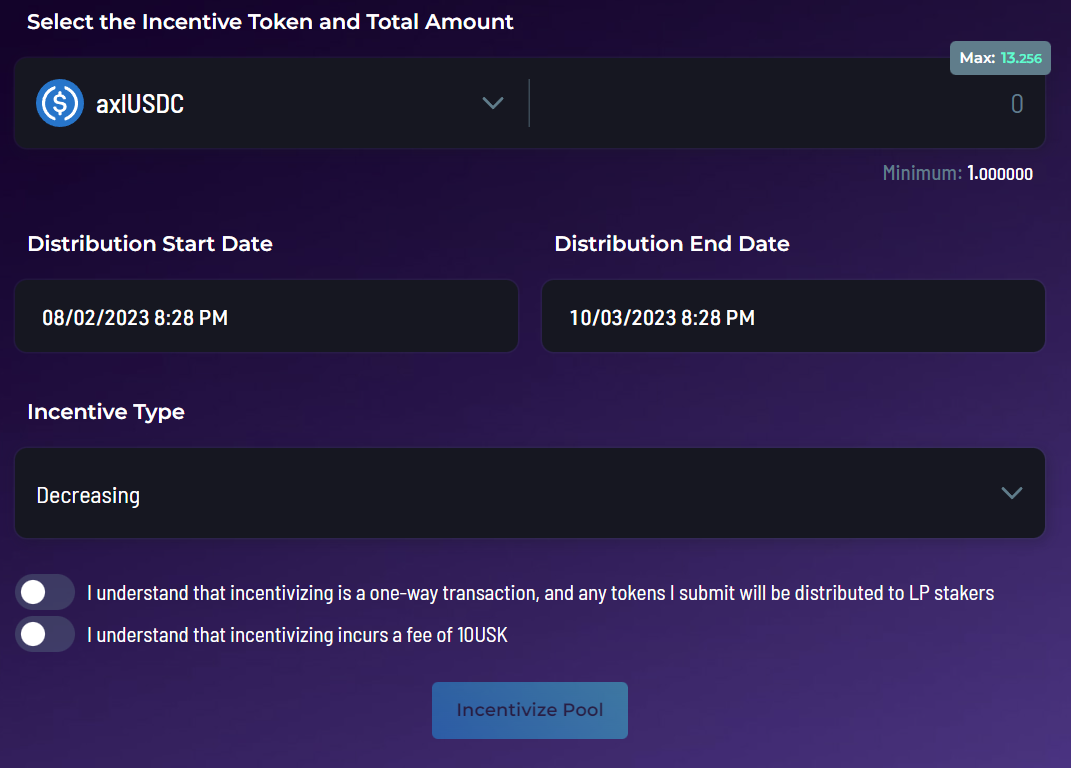 Select the Incentive Token and Total Amount
Max: 13.256
axlUSDC
0
Minimum: 1.000000
Distribution Start Date
Distribution End Date
08/02/2023 8:28 PM
10/03/2023 8:28 PM
Incentive Type
Decreasing
I understand that incentivizing is a one-way transaction, and any tokens I submit will be distributed to LP stakers
I understand that incentivizing incurs a fee of 10USK
Incentivize Pool